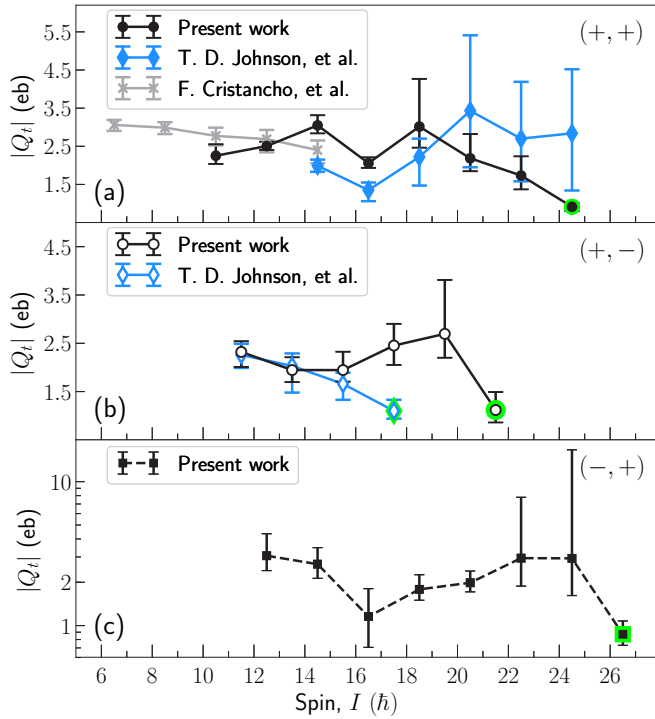 Present work
T. D. Johnson, et al.
F. Cristancho, et al.
(+, +)
5.5
4.5
3.5
2.5
1.5
|Q_t| (eb)
(a)
Present work
T. D. Johnson, et al.
(+, −)
4.5
3.5
2.5
1.5
|Q_t| (eb)
(b)
Present work
(−, +)
10
2
1
|Q_t| (eb)
(c)
6 8 10 12 14 16 18 20 22 24 26
Spin, I (ℏ)